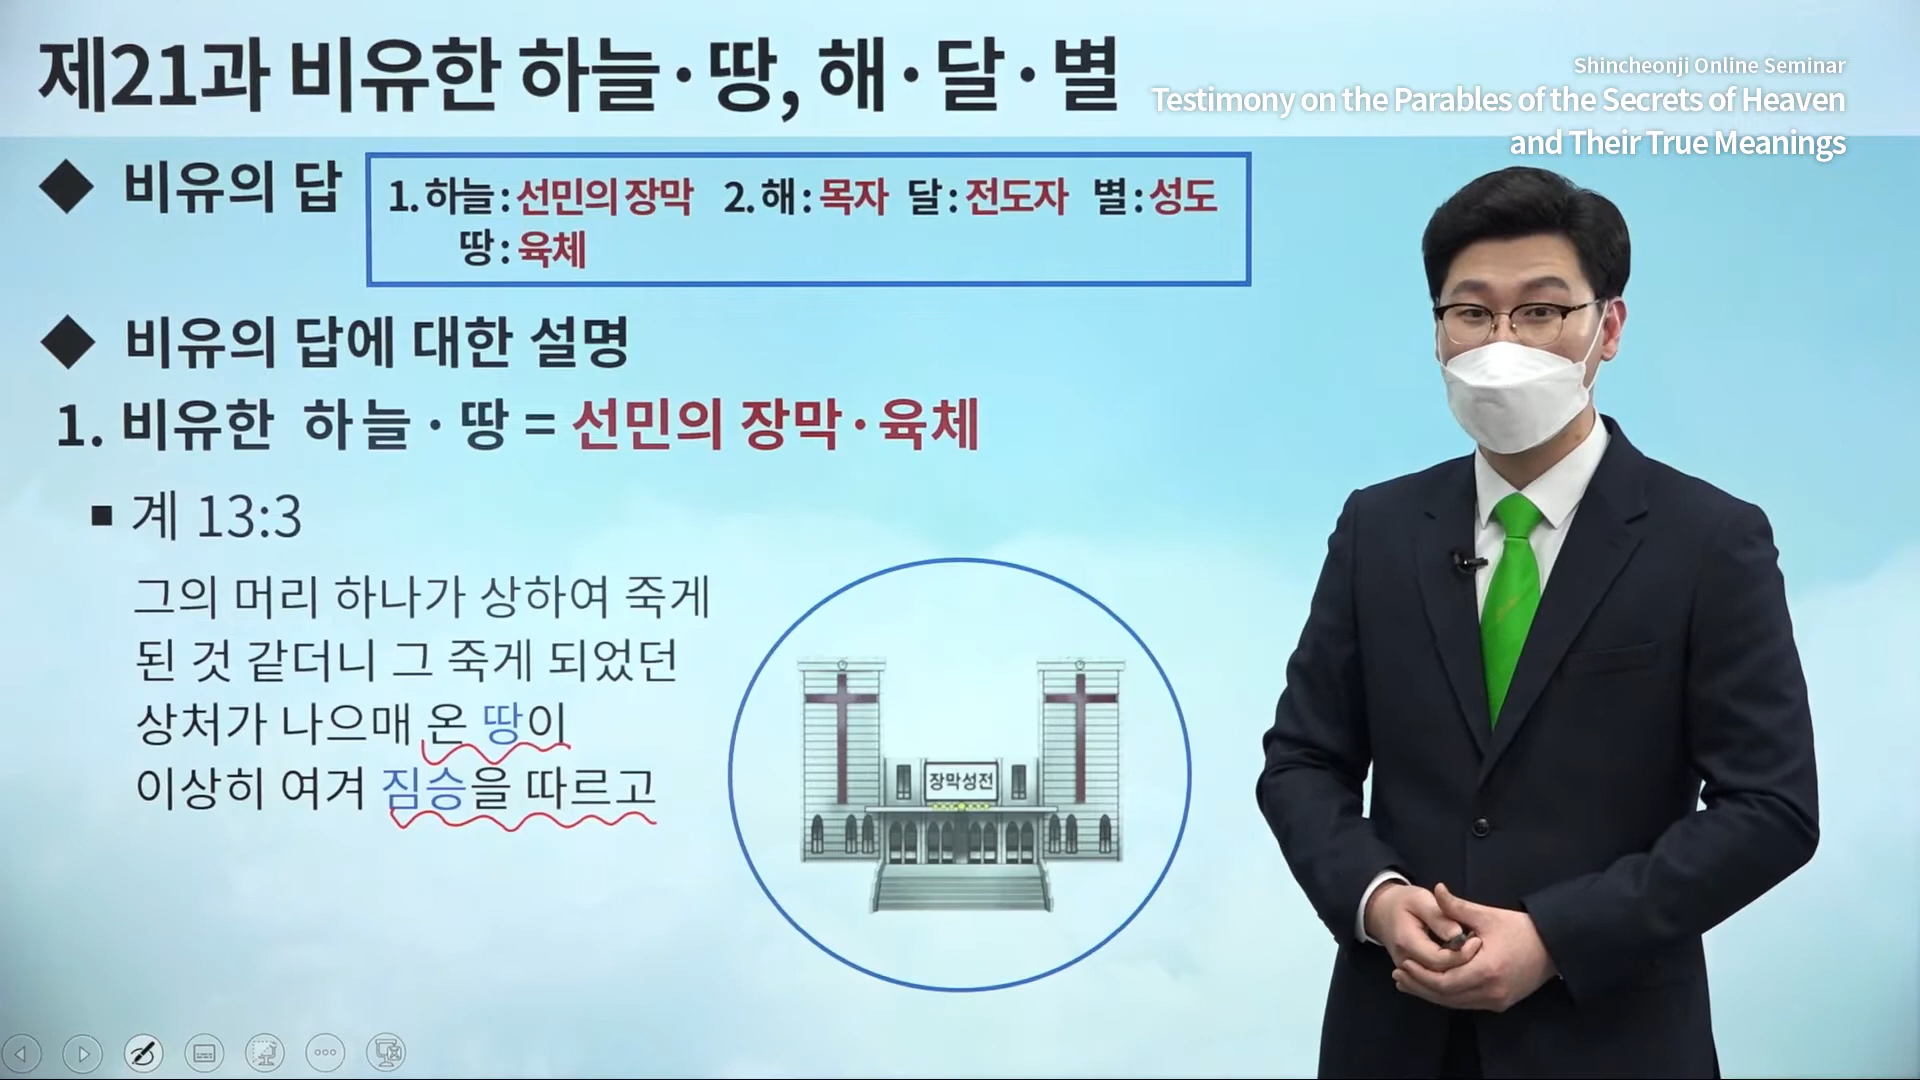 제21과 비유한 하늘·땅, 해·달·별
Shincheonji Online Seminar
Testimony on the Parables of the Secrets of Heaven
and Their True Meanings
◆ 비유의 답
1. 하늘 : 선민의 장막 2. 해 : 목자 달 : 전도자 별 : 성도
땅 : 육체
◆ 비유의 답에 대한 설명
1. 비유한 하늘·땅 = 선민의 장막·육체
▪ 계 13:3
그의 머리 하나가 상하여 죽게
된 것 같더니 그 죽게 되었던
상처가 나으매 온 땅이
이상히 여겨 짐승을 따르고
장막성전